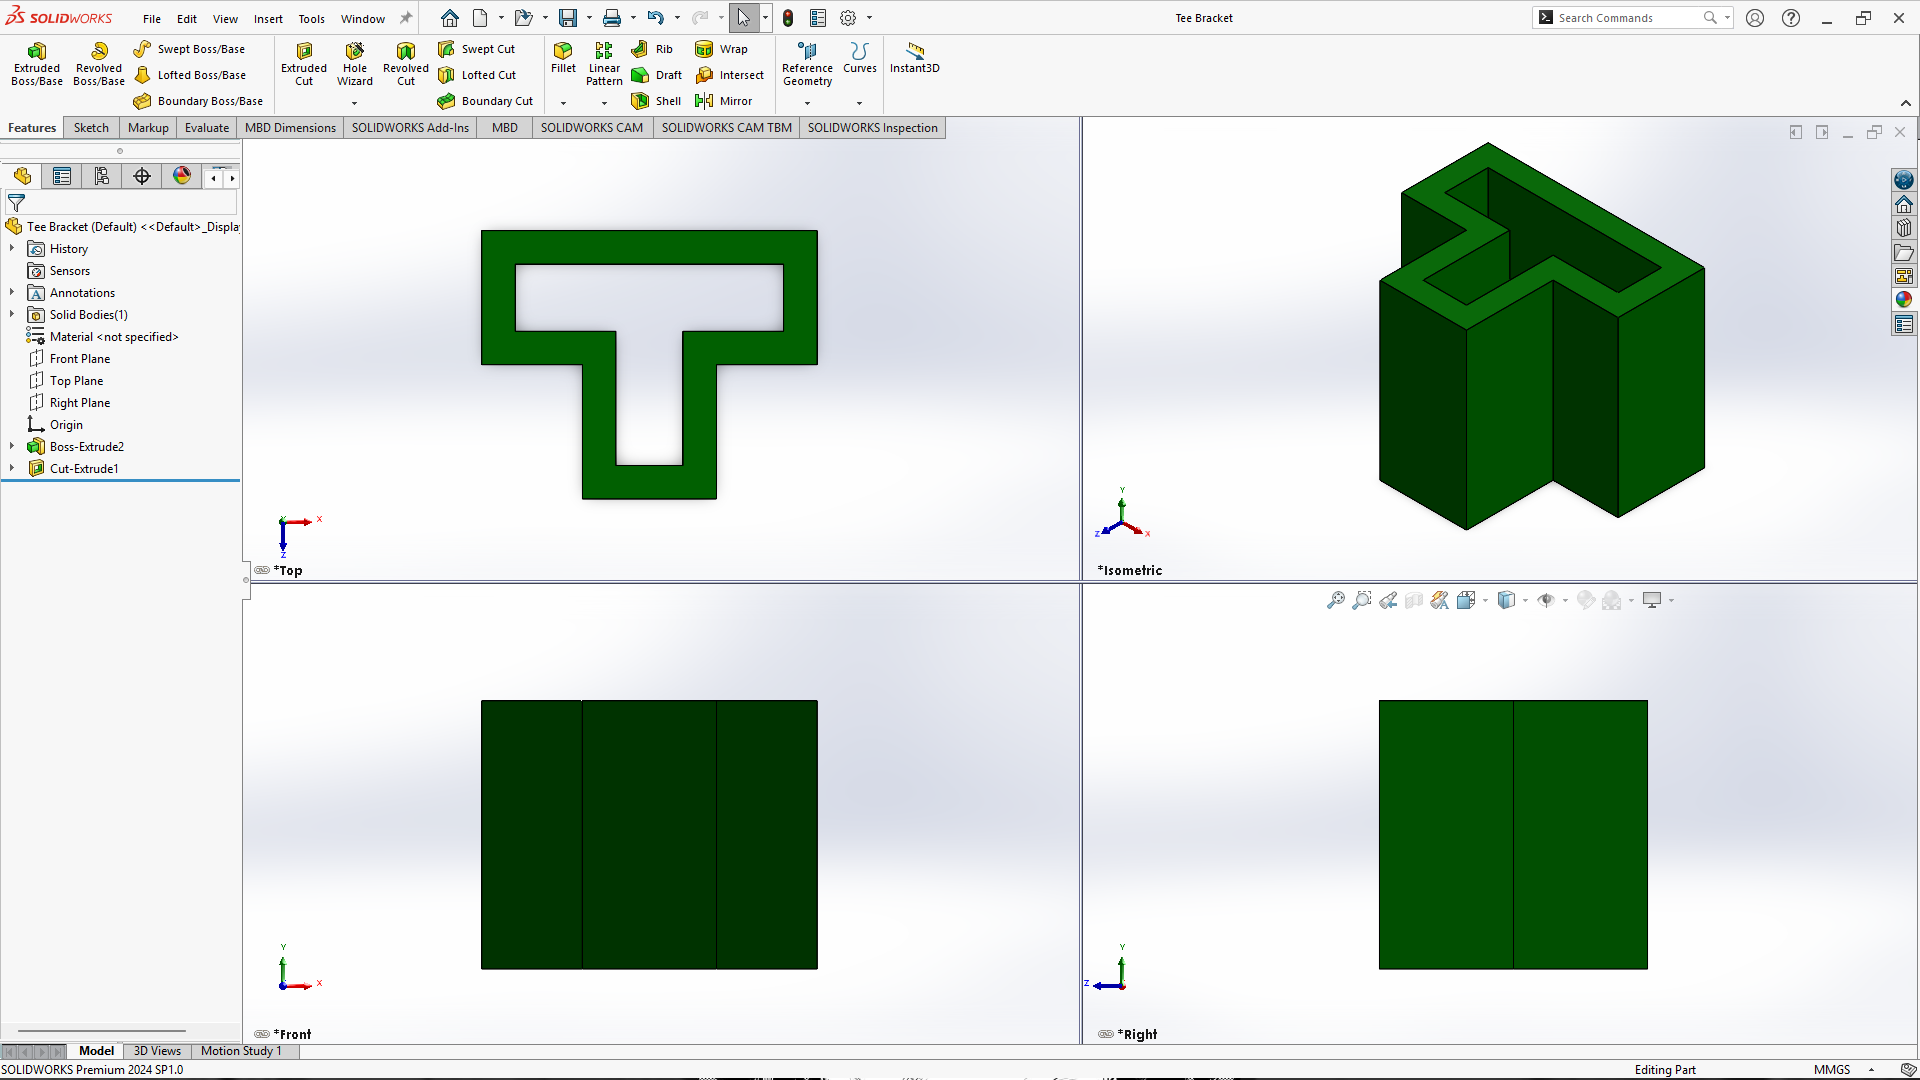 SOLIDWORKS File Edit View Insert Tools Window Tee Bracket Search Commands
Extruded Boss/Base
Revolved Boss/Base
Swept Boss/Base
Lofted Boss/Base
Boundary Boss/Base
Extruded Cut
Hole Wizard
Revolved Cut
Swept Cut
Lofted Cut
Boundary Cut
Fillet
Linear Pattern
Rib
Draft
Shell
Wrap
Intersect
Mirror
Reference Geometry
Curves
Instant3D
Features Sketch Markup Evaluate MBD Dimensions SOLIDWORKS Add-Ins MBD SOLIDWORKS CAM SOLIDWORKS CAM TBM SOLIDWORKS Inspection
Tee Bracket (Default) <<Default>_Displa
History
Sensors
Annotations
Solid Bodies(1)
Material <not specified>
Front Plane
Top Plane
Right Plane
Origin
Boss-Extrude2
Cut-Extrude1
Y X
Z
*Top
Y
Z X
*Isometric
Y
X
*Front
Y
Z
*Right
Model 3D Views Motion Study 1
SOLIDWORKS Premium 2024 SP1.0 Editing Part MMGS